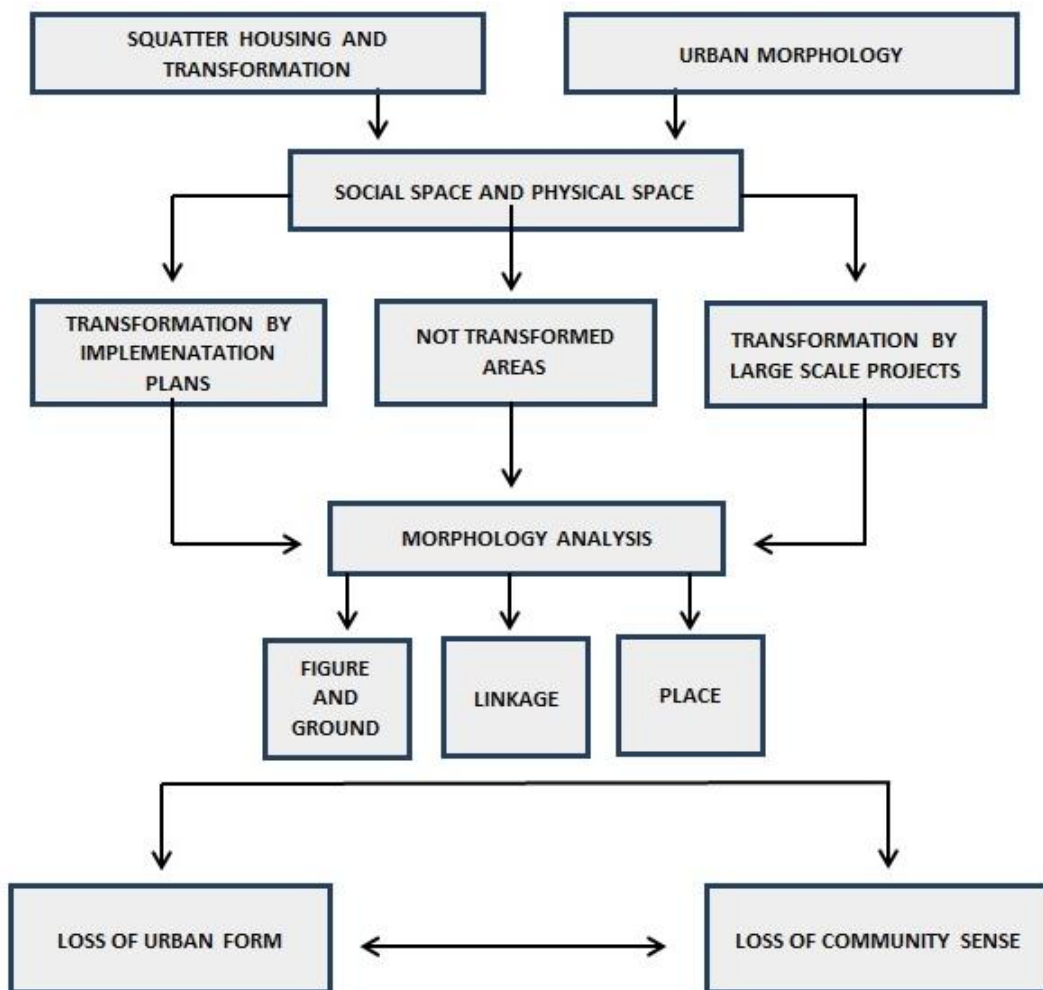 SQUATTER HOUSING AND
TRANSFORMATION
URBAN MORPHOLOGY
SOCIAL SPACE AND PHYSICAL SPACE
TRANSFORMATION BY
IMPLEMENATATION
PLANS
NOT TRANSFORMED
AREAS
TRANSFORMATION BY
LARGE SCALE PROJECTS
MORPHOLOGY ANALYSIS
FIGURE
AND
GROUND
LINKAGE
PLACE
LOSS OF URBAN FORM
LOSS OF COMMUNITY SENSE